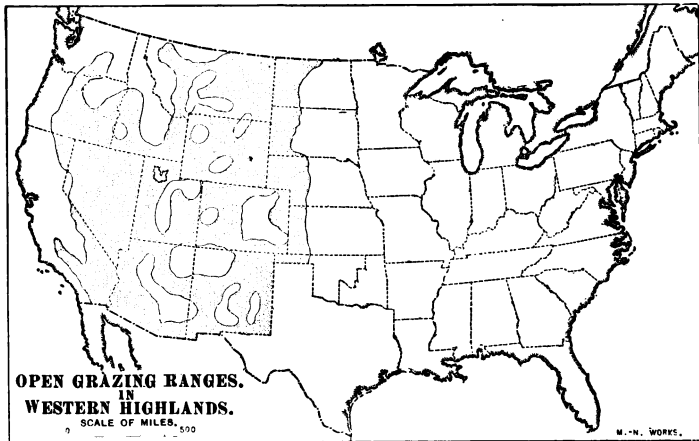 OPEN GRAZING RANGES.
IN
WESTERN HIGHLANDS.
SCALE OF MILES.
0 500
M.-N. WORKS.